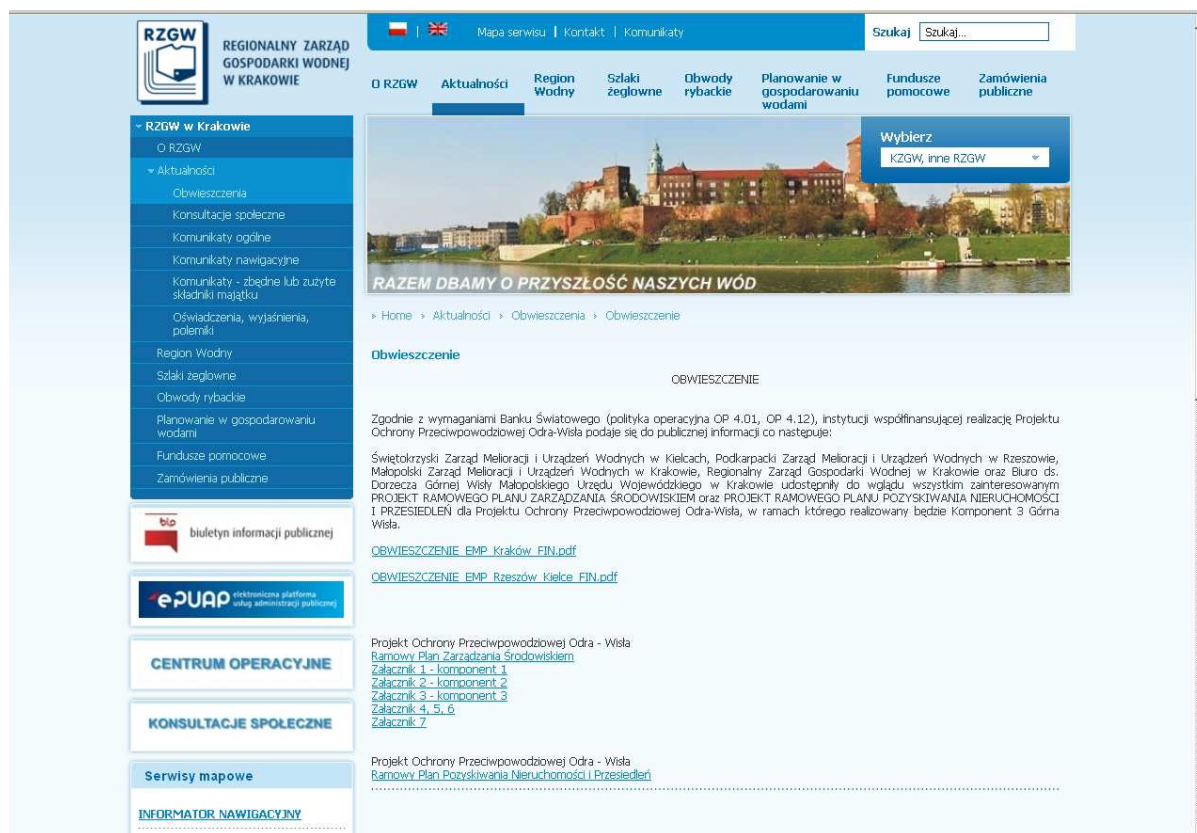 RZGW
REGIONALNY ZARZĄD
GOSPODARKI WODNEJ
W KRAKOWIE
| Mapa serwisu | Kontakt | Komunikaty
Szukaj Szukaj...
O RZGW
Aktualności
Region
Wodny
Szlaki
żeglowne
Obwody
rybackie
Planowanie w
gospodarowaniu
wodami
Fundusze
pomocowe
Zamówienia
publiczne
RZGW w Krakowie
O RZGW
Aktualności
Obwieszczenia
Konsultacje społeczne
Komunikaty ogólne
Komunikaty nawigacyjne
Komunikaty - zbędne lub zużyte
składniki majątku
Oświadczenia, wyjaśnienia,
polemiki
Region Wodny
Szlaki żeglowne
Obwody rybackie
Planowanie w gospodarowaniu
wodami
Fundusze pomocowe
Zamówienia publiczne
bip
biuletyn informacji publicznej
ePUAP elektroniczna platforma
usług administracji publicznej
CENTRUM OPERACYJNE
KONSULTACJE SPOŁECZNE
Serwisy mapowe
INFORMATOR NAWIGACYJNY
Wybierz
KZGW, inne RZGW
RAZEM DBAMY O PRZYSZŁOŚĆ NASZYCH WÓD
Home Aktualności Obwieszczenia Obwieszczenie
Obwieszczenie
OBWIESZCZENIE
Zgodnie z wymaganiami Banku Światowego (polityka operacyjna OP 4.01, OP 4.12), instytucji współfinansującej realizację Projektu
Ochrony Przeciwpowodziowej Odra-Wisła podaje się do publicznej informacji co następuje:
Świętokrzyski Zarząd Melioracji i Urządzeń Wodnych w Kielcach, Podkarpacki Zarząd Melioracji i Urządzeń Wodnych w Rzeszowie,
Małopolski Zarząd Melioracji i Urządzeń Wodnych w Krakowie, Regionalny Zarząd Gospodarki Wodnej w Krakowie oraz Biuro ds.
Dorzecza Górnej Wisły Małopolskiego Urzędu Wojewódzkiego w Krakowie udostępniły do wglądu wszystkim zainteresowanym
PROJEKT RAMOWEGO PLANU ZARZĄDZANIA ŚRODOWISKIEM oraz PROJEKT RAMOWEGO PLANU POZYSKIWANIA NIERUCHOMOŚCI
I PRZESIEDLEŃ dla Projektu Ochrony Przeciwpowodziowej Odra-Wisła, w ramach którego realizowany będzie Komponent 3 Górna
Wisła.
OBWIESZCZENIE_EMP_Kraków_FIN.pdf
OBWIESZCZENIE_EMP_Rzeszów_Kielce_FIN.pdf
Projekt Ochrony Przeciwpowodziowej Odra - Wisła
Ramowy Plan Zarządzania Środowiskiem
Załącznik 1 - komponent 1
Załącznik 2 - komponent 2
Załącznik 3 - komponent 3
Załącznik 4, 5, 6
Załącznik 7
Projekt Ochrony Przeciwpowodziowej Odra - Wisła
Ramowy Plan Pozyskiwania Nieruchomości i Przesiedleń